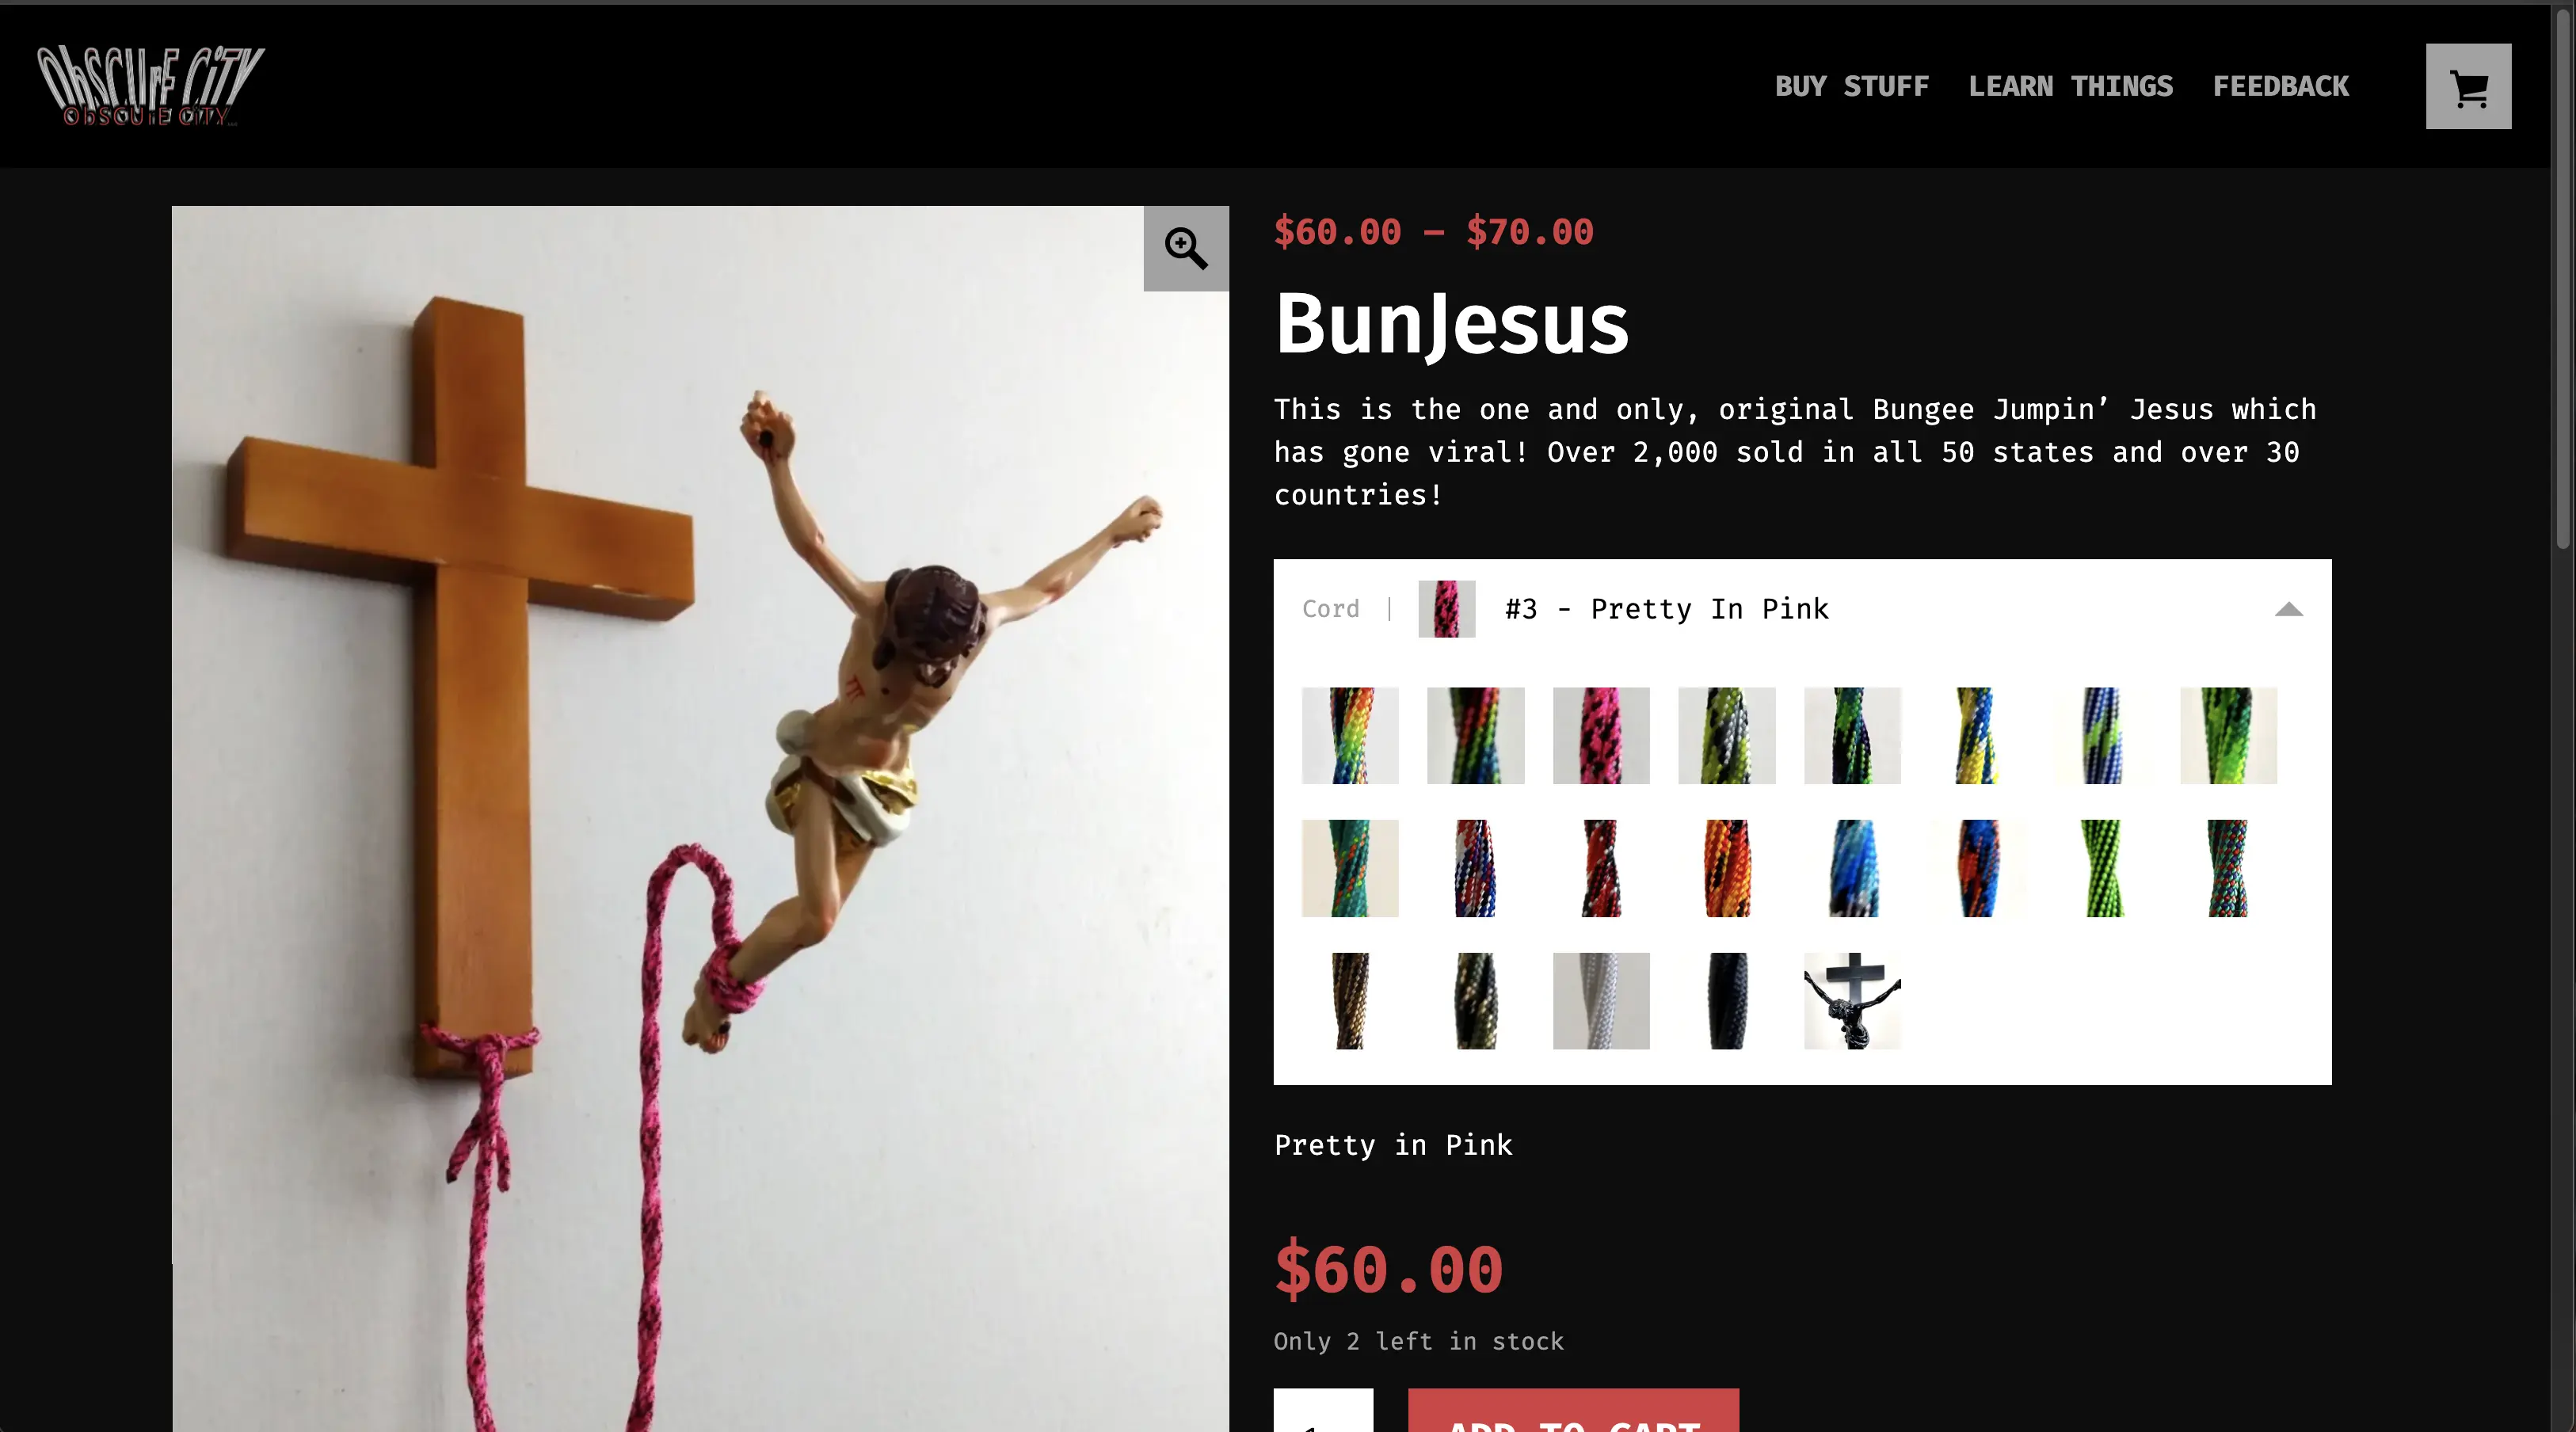 ObSCUrE CiTY
ObSCUrE CiTY
BUY STUFF LEARN THINGS FEEDBACK
$60.00 – $70.00
BunJesus
This is the one and only, original Bungee Jumpin’ Jesus which
has gone viral! Over 2,000 sold in all 50 states and over 30
countries!
Cord | #3 - Pretty In Pink
Pretty in Pink
$60.00
Only 2 left in stock
ADD TO CART